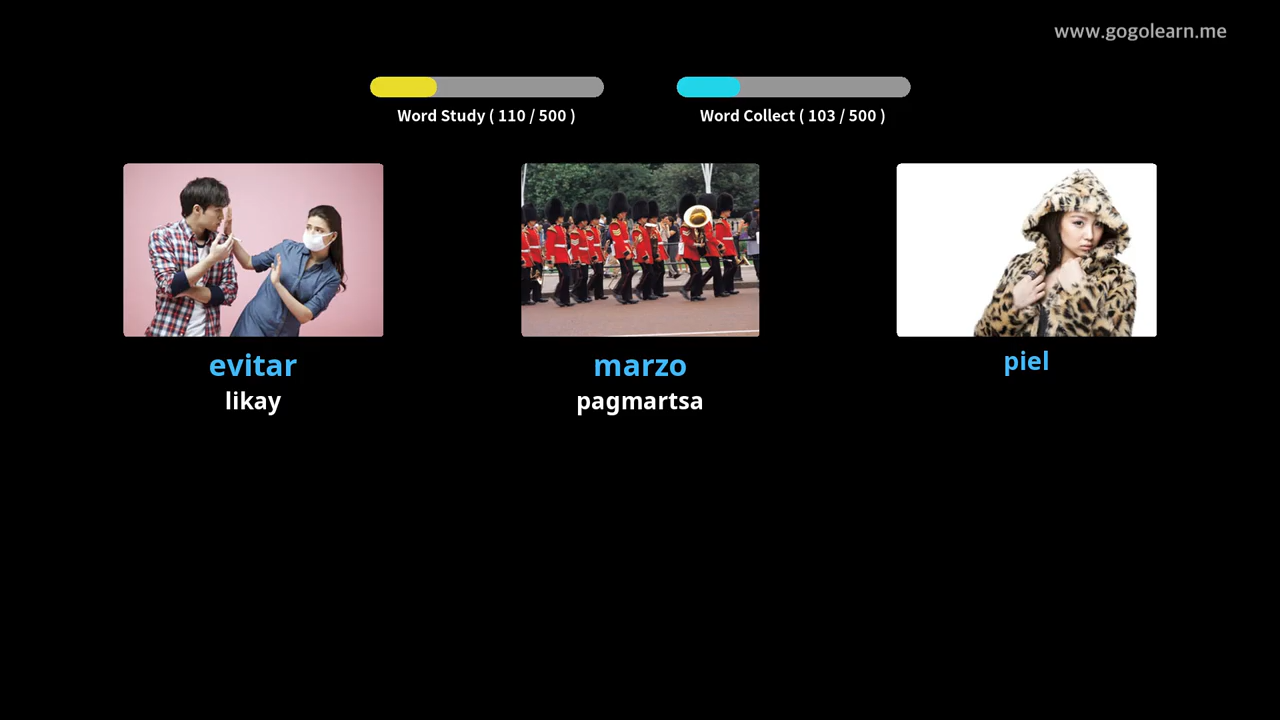 www.gogolearn.me
Word Study ( 110 / 500 )
Word Collect ( 103 / 500 )
evitar
likay
marzo
pagmartsa
piel